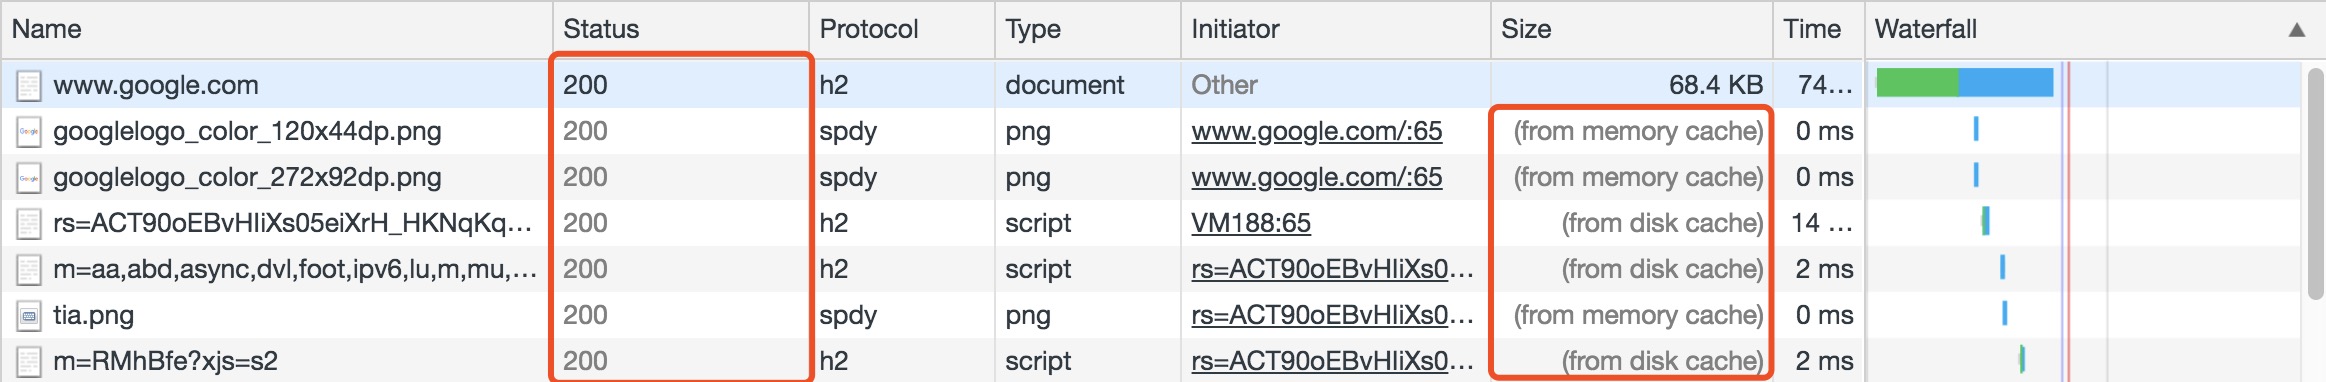 Name Status Protocol Type Initiator Size Time Waterfall ▲
www.google.com 200 h2 document Other 68.4 KB 74...
googlelogo_color_120x44dp.png 200 spdy png www.google.com/:65 (from memory cache) 0 ms
googlelogo_color_272x92dp.png 200 spdy png www.google.com/:65 (from memory cache) 0 ms
rs=ACT90oEBvHIiXs05eiXrH_HKNqKq... 200 h2 script VM188:65 (from disk cache) 14 ...
m=aa,abd,async,dvl,foot,ipv6,lu,m,mu,... 200 h2 script rs=ACT90oEBvHIiXs0... (from disk cache) 2 ms
tia.png 200 spdy png rs=ACT90oEBvHIiXs0... (from memory cache) 0 ms
m=RMhBfe?xjs=s2 200 h2 script rs=ACT90oEBvHIiXs0... (from disk cache) 2 ms